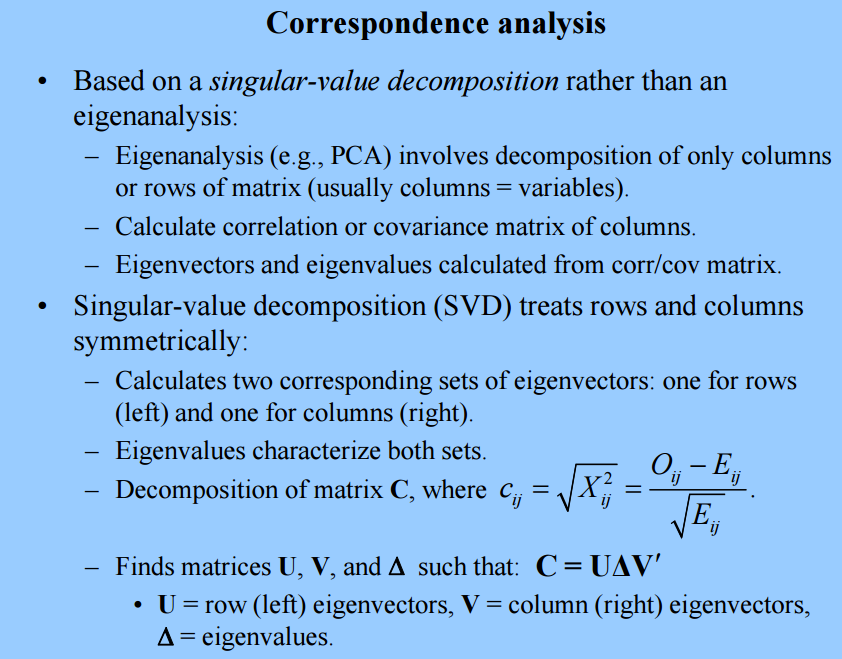 Correspondence analysis
• Based on a singular-value decomposition rather than an
eigenanalysis:
– Eigenanalysis (e.g., PCA) involves decomposition of only columns
or rows of matrix (usually columns = variables).
– Calculate correlation or covariance matrix of columns.
– Eigenvectors and eigenvalues calculated from corr/cov matrix.
• Singular-value decomposition (SVD) treats rows and columns
symmetrically:
– Calculates two corresponding sets of eigenvectors: one for rows
(left) and one for columns (right).
– Eigenvalues characterize both sets.
– Decomposition of matrix C, where c_{ij} = \sqrt{X_{ij}^2} = \frac{O_{ij} - E_{ij}}{\sqrt{E_{ij}}}.
– Finds matrices U, V, and Δ such that: C = UΔV′
• U = row (left) eigenvectors, V = column (right) eigenvectors,
Δ = eigenvalues.